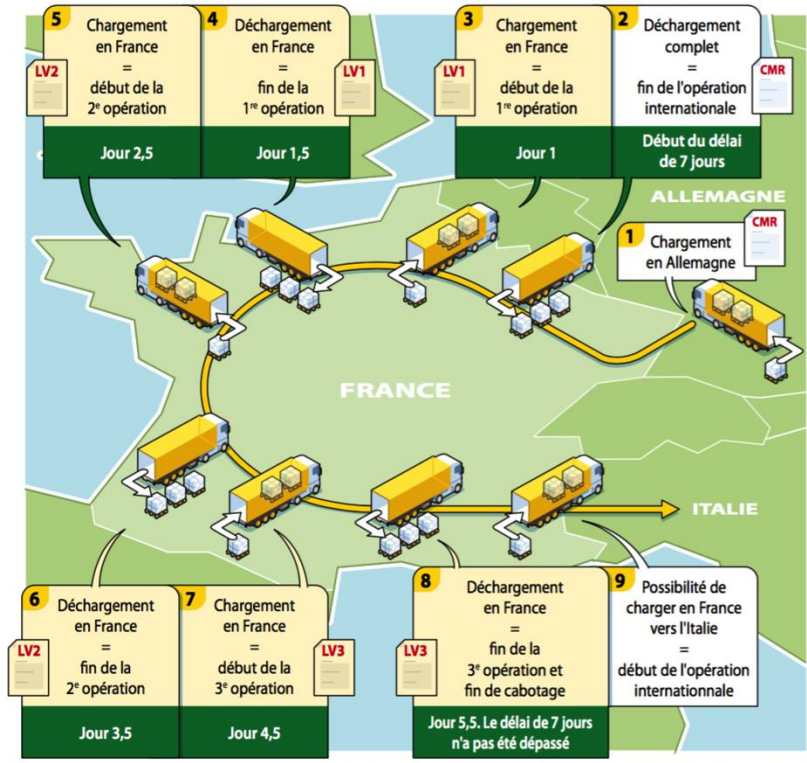 5
Chargement
en France
=
début de la
2e opération
LV2
Jour 2,5
4
Déchargement
en France
=
fin de la
1re opération
LV1
Jour 1,5
3
Chargement
en France
=
début de la
1re opération
LV1
Jour 1
2
Déchargement
complet
=
fin de l'opération
internationale
CMR
Début du délai
de 7 jours
ALLEMAGNE
1
Chargement
en Allemagne
CMR
FRANCE
ITALIE
6
Déchargement
en France
=
fin de la
2e opération
LV2
Jour 3,5
7
Chargement
en France
=
début de la
3e opération
LV3
Jour 4,5
8
Déchargement
en France
=
fin de la
3e opération et
fin de cabotage
LV3
Jour 5,5. Le délai de 7 jours
n'a pas été dépassé
9
Possibilité de
charger en France
vers l'Italie
=
début de l'opération
internationnale